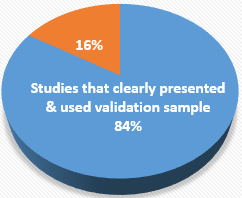 16%
Studies that clearly presented
& used validation sample
84%